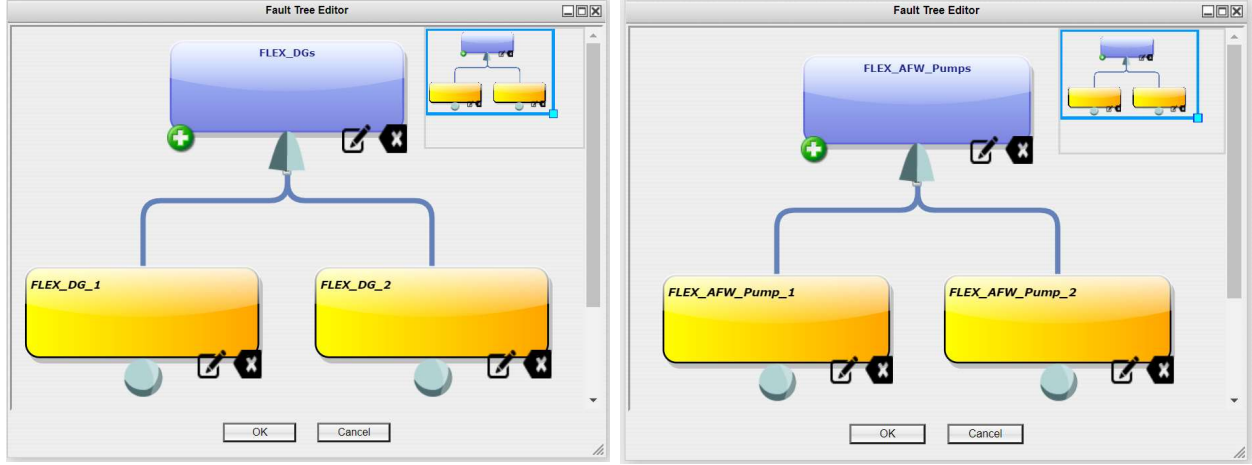 Fault Tree Editor
FLEX_DGs
FLEX_DG_1
FLEX_DG_2
OK
Cancel
Fault Tree Editor
FLEX_AFW_Pumps
FLEX_AFW_Pump_1
FLEX_AFW_Pump_2
OK
Cancel